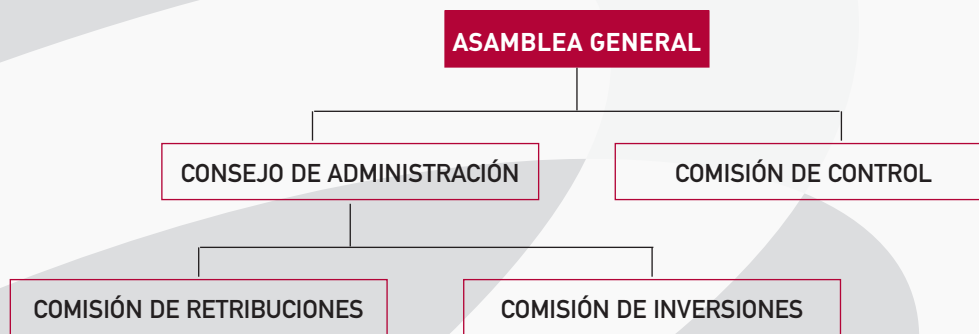 ASAMBLEA GENERAL
CONSEJO DE ADMINISTRACIÓN
COMISIÓN DE CONTROL
COMISIÓN DE RETRIBUCIONES
COMISIÓN DE INVERSIONES